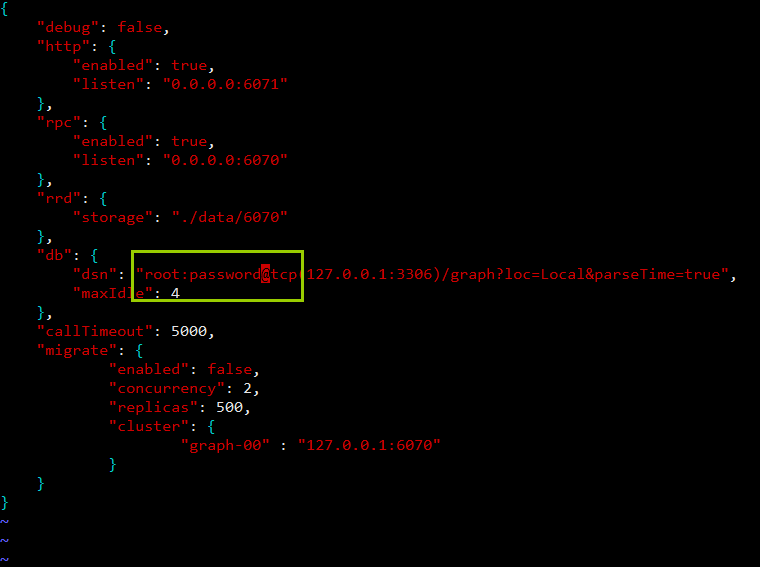 {
    "debug": false,
    "http": {
        "enabled": true,
        "listen": "0.0.0.0:6071"
    },
    "rpc": {
        "enabled": true,
        "listen": "0.0.0.0:6070"
    },
    "rrd": {
        "storage": "./data/6070"
    },
    "db": {
        "dsn": "root:password@tcp(127.0.0.1:3306)/graph?loc=Local&parseTime=true",
        "maxIdle": 4
    },
    "callTimeout": 5000,
    "migrate": {
            "enabled": false,
            "concurrency": 2,
            "replicas": 500,
            "cluster": {
                    "graph-00" : "127.0.0.1:6070"
            }
    }
}
~
~
~